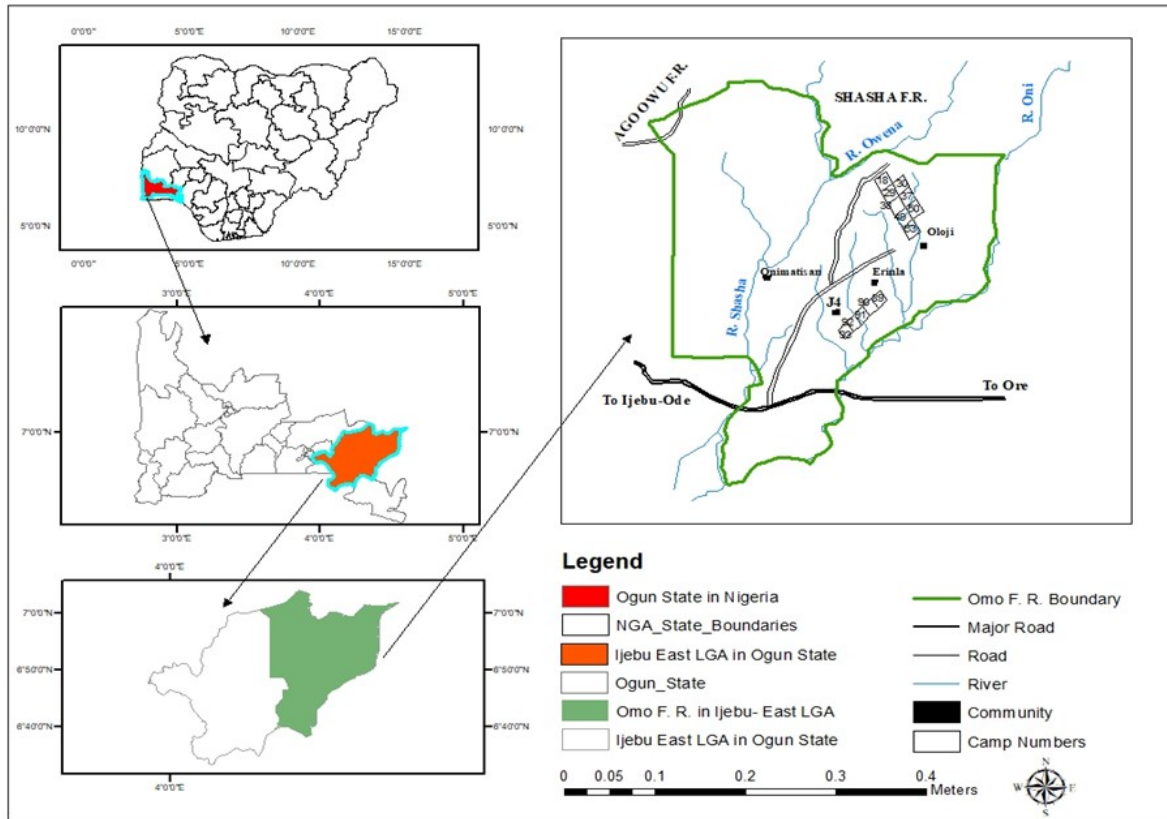 0°0'0"
5°0'0"E
10°0'0"E
15°0'0"E
10°0'0"N
10°0'0"N
5°0'0"N
5°0'0"N
0°0'0"
5°0'0"E
10°0'0"E
15°0'0"E
3°0'0"E
4°0'0"E
5°0'0"E
7°0'0"N
7°0'0"N
3°0'0"E
4°0'0"E
5°0'0"E
4°0'0"E
7°0'0"N
7°0'0"N
6°50'0"N
6°50'0"N
6°40'0"N
6°40'0"N
4°0'0"E
AGOOWU F.R.
SHASHA F.R.
R. Oni
R. Owena
18
Oloji
Onimatisan
Erinla
R. Shasha
J4
90
89
91
92
93
To Ijebu-Ode
To Ore
Legend
Ogun State in Nigeria
NGA_State_Boundaries
Ijebu East LGA in Ogun State
Ogun_State
Omo F. R. in Ijebu- East LGA
Ijebu East LGA in Ogun State
Omo F. R. Boundary
Major Road
Road
River
Community
Camp Numbers
0 0.05 0.1 0.2 0.3 0.4
Meters
N
W E
S